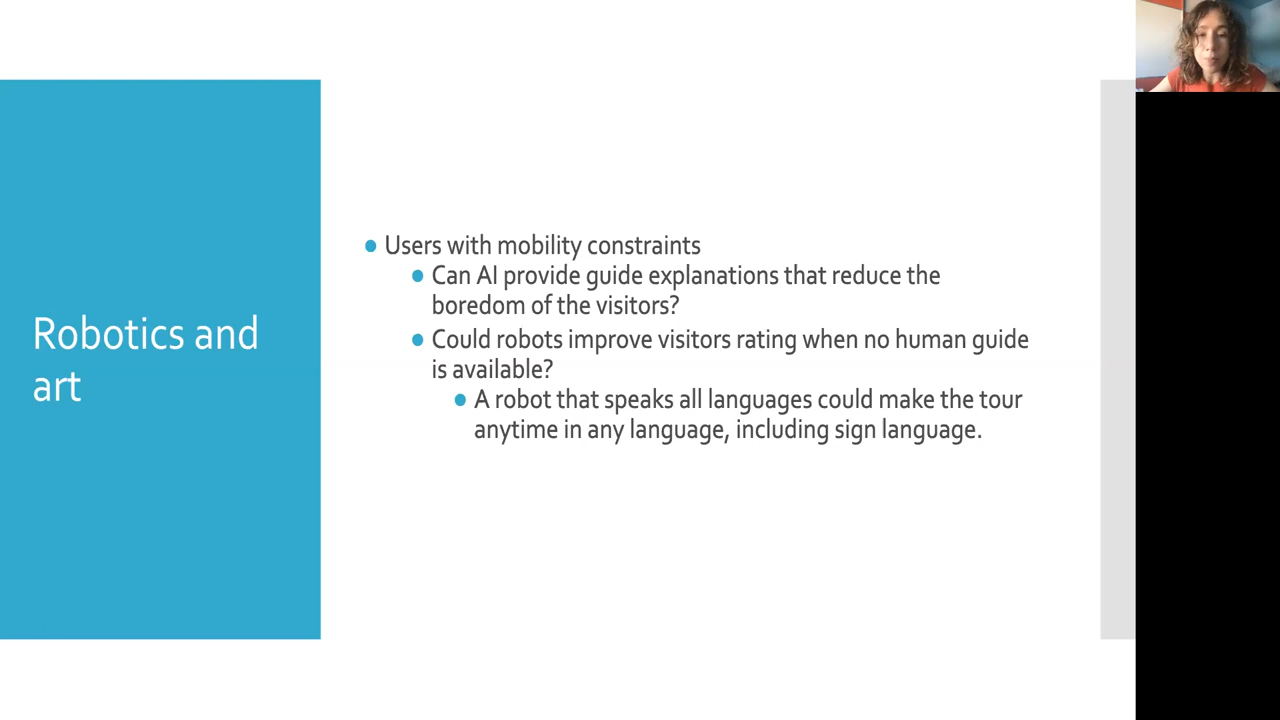 Robotics and
art
Users with mobility constraints
Can AI provide guide explanations that reduce the
boredom of the visitors?
Could robots improve visitors rating when no human guide
is available?
A robot that speaks all languages could make the tour
anytime in any language, including sign language.